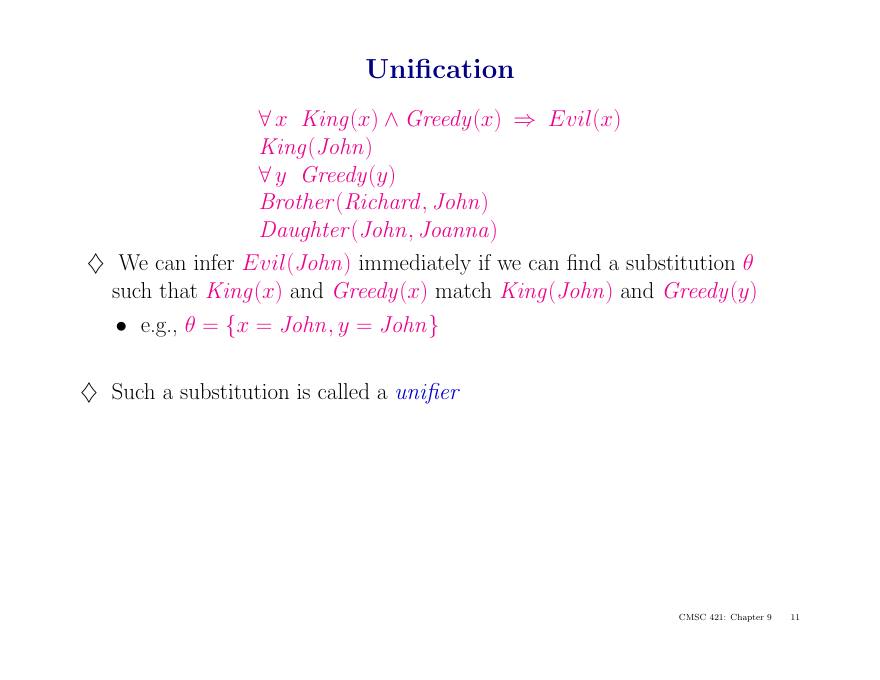 Unification
∀ x King(x) ∧ Greedy(x) ⇒ Evil(x)
King(John)
∀ y Greedy(y)
Brother(Richard, John)
Daughter(John, Joanna)
♢ We can infer Evil(John) immediately if we can find a substitution θ
such that King(x) and Greedy(x) match King(John) and Greedy(y)
• e.g., θ = {x = John, y = John}
♢ Such a substitution is called a unifier
CMSC 421: Chapter 9 11